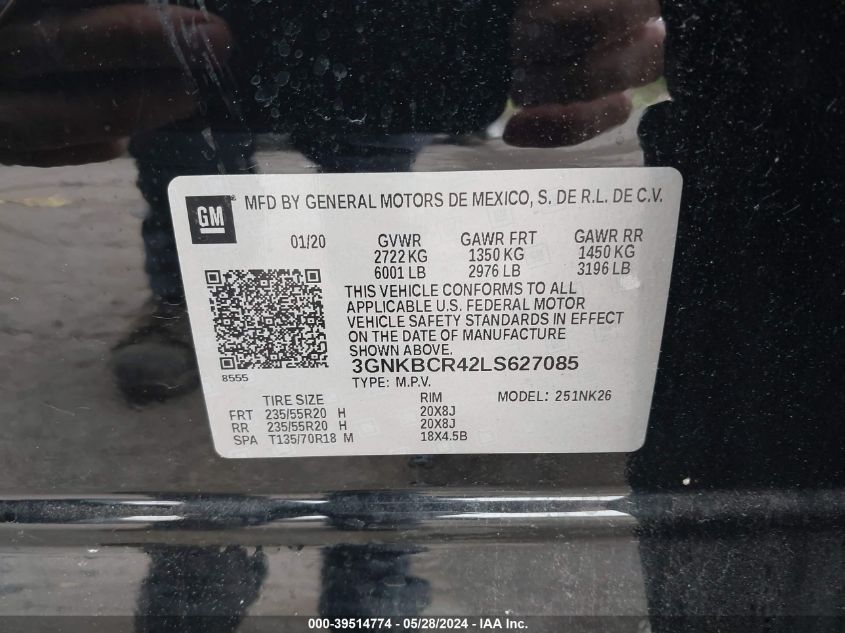 GM ® MFD BY GENERAL MOTORS DE MEXICO, S. DE R.L. DE C.V.
01/20 GVWR GAWR FRT GAWR RR
2722 KG 1350 KG 1450 KG
6001 LB 2976 LB 3196 LB
THIS VEHICLE CONFORMS TO ALL
APPLICABLE U.S. FEDERAL MOTOR
VEHICLE SAFETY STANDARDS IN EFFECT
ON THE DATE OF MANUFACTURE
SHOWN ABOVE.
3GNKBCR42LS627085
8555
TYPE: M.P.V. MODEL: 251NK26
TIRE SIZE RIM
FRT 235/55R20 H 20X8J
RR 235/55R20 H 20X8J
SPA T135/70R18 M 18X4.5B
000-39514774 - 05/28/2024 - IAA Inc.